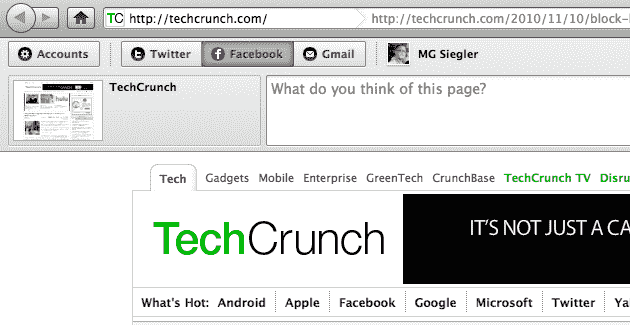 TC http://techcrunch.com/ http://techcrunch.com/2010/11/10/block-
Accounts Twitter Facebook Gmail MG Siegler
TechCrunch What do you think of this page?
Tech Gadgets Mobile Enterprise GreenTech CrunchBase TechCrunch TV Disru
TechCrunch IT'S NOT JUST A CA
What's Hot: Android Apple Facebook Google Microsoft Twitter Ya